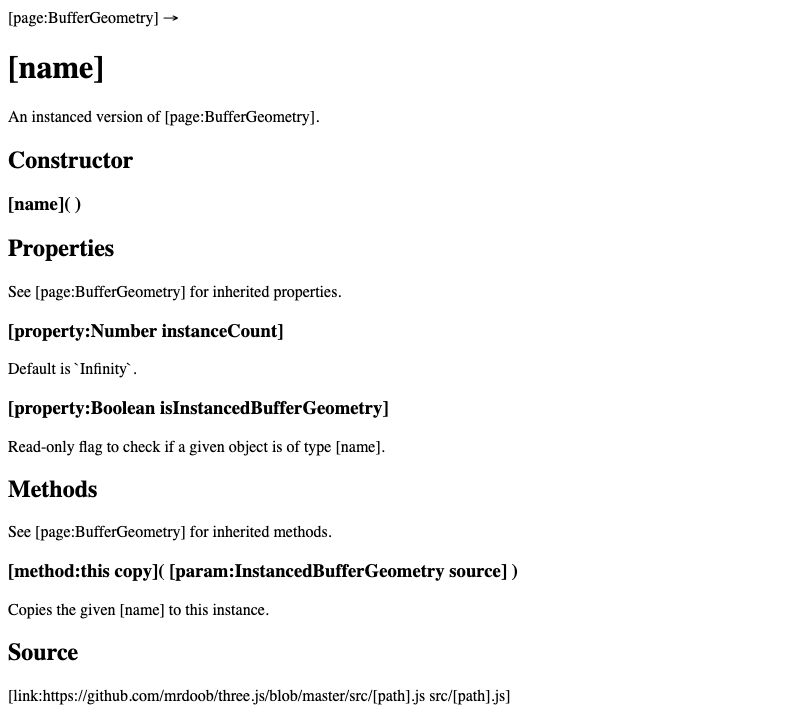 [page:BufferGeometry] →
[name]
An instanced version of [page:BufferGeometry].
Constructor
[name]( )
Properties
See [page:BufferGeometry] for inherited properties.
[property:Number instanceCount]
Default is `Infinity`.
[property:Boolean isInstancedBufferGeometry]
Read-only flag to check if a given object is of type [name].
Methods
See [page:BufferGeometry] for inherited methods.
[method:this copy]( [param:InstancedBufferGeometry source] )
Copies the given [name] to this instance.
Source
[link:https://github.com/mrdoob/three.js/blob/master/src/[path].js src/[path].js]